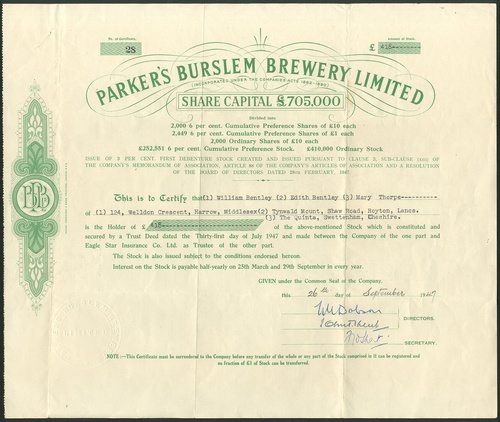 No. of Certificate.
28
Amount of Stock.
£ 415
PARKER'S BURSLEM BREWERY LIMITED
(INCORPORATED UNDER THE COMPANIES ACTS 1862-1890)
SHARE CAPITAL £705,000
Divided into
2,000 6 per cent. Cumulative Preference Shares of £10 each
2,449 6 per cent. Cumulative Preference Shares of £1 each
2,000 Ordinary Shares of £10 each
£252,551 6 per cent. Cumulative Preference Stock. £410,000 Ordinary Stock
ISSUE OF 3 PER CENT. FIRST DEBENTURE STOCK CREATED AND ISSUED PURSUANT TO CLAUSE 3, SUB-CLAUSE (xxi) OF
THE COMPANY'S MEMORANDUM OF ASSOCIATION, ARTICLE 86 OF THE COMPANY'S ARTICLES OF ASSOCIATION AND A RESOLUTION
OF THE BOARD OF DIRECTORS DATED 26TH FEBRUARY, 1947.
This is to Certify that (1) William Bentley (2) Edith Bentley (3) Mary Thorpe----------
of (1) 124, Welldon Crescent, Harrow, Middlesex (2) Tynwald Mount, Shaw Road, Royton, Lancs.
(3) The Quinta, Swettenham, Cheshire.
is the Holder of £ 415---------- of the above-mentioned Stock which is constituted and
secured by a Trust Deed dated the Thirty-first day of July 1947 and made between the Company of the one part and
Eagle Star Insurance Co. Ltd. as Trustee of the other part.
The Stock is also issued subject to the conditions endorsed hereon.
Interest on the Stock is payable half-yearly on 25th March and 29th September in every year.
GIVEN under the Common Seal of the Company.
this 26th day of September 1947
DIRECTORS.
SECRETARY.
NOTE :—This Certificate must be surrendered to the Company before any transfer of the whole or any part of the Stock comprised in it can be registered and
no fraction of £1 of Stock can be transferred.